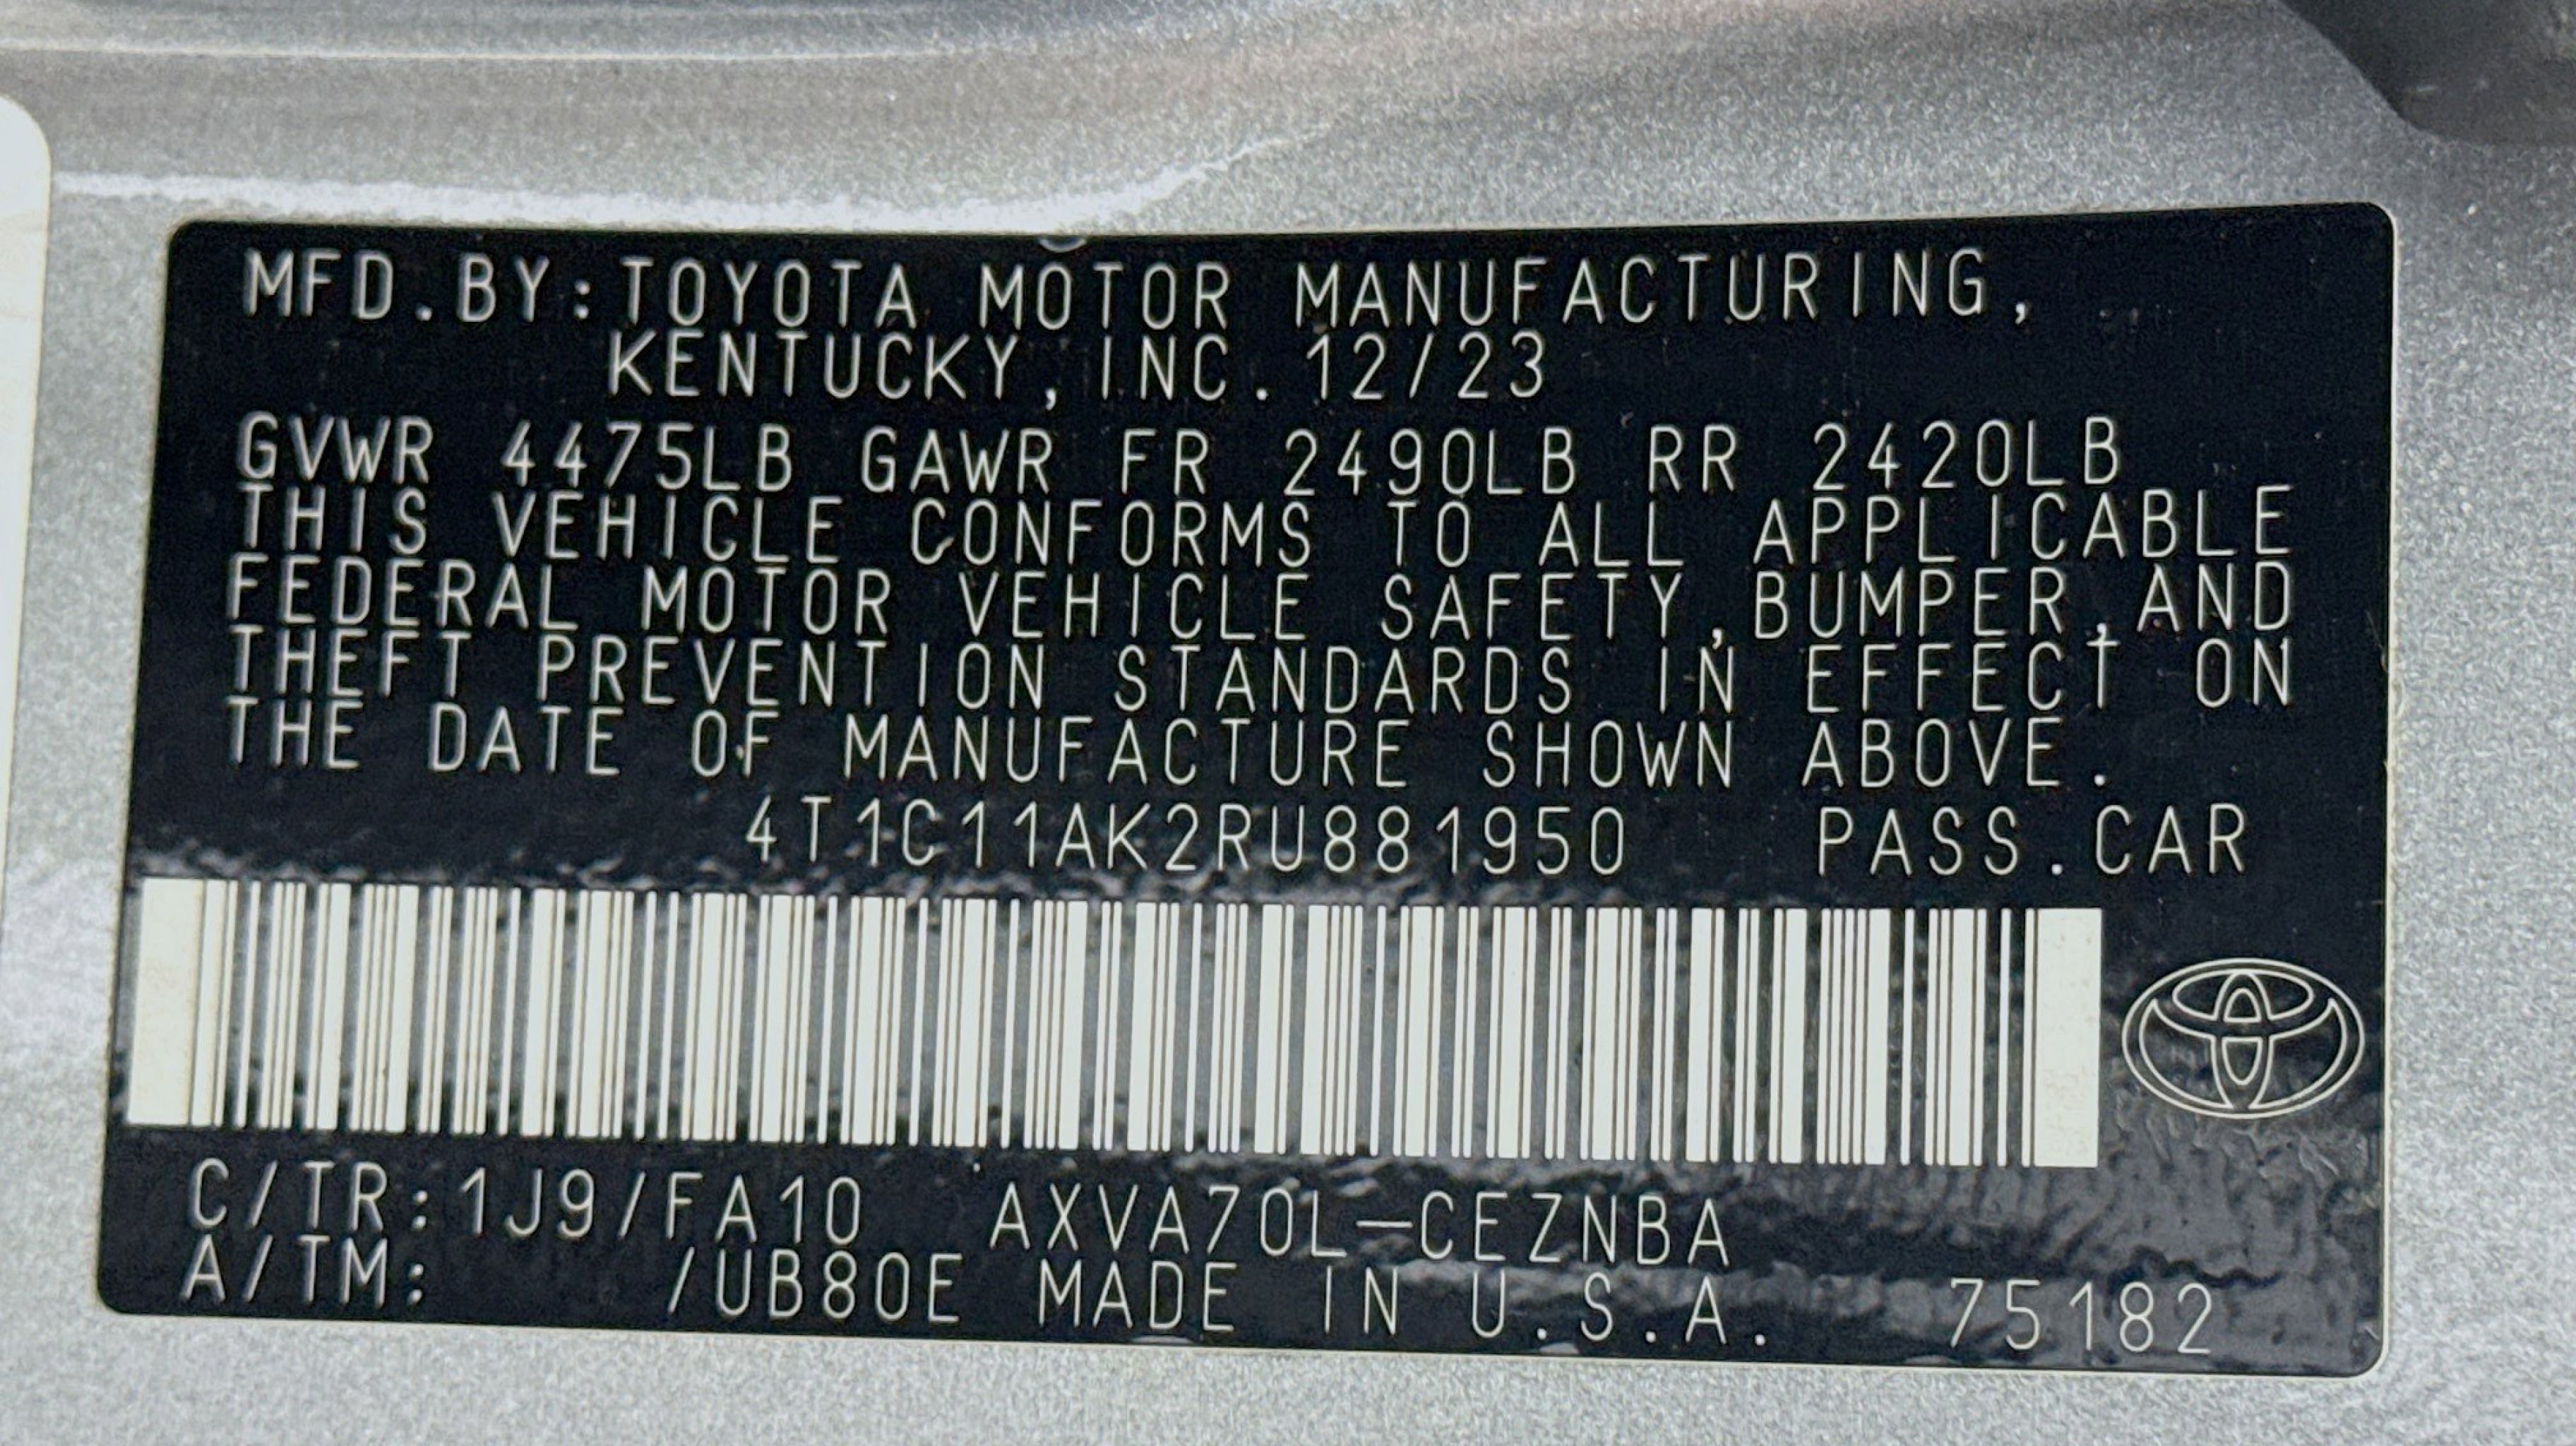 MFD.BY:TOYOTA MOTOR MANUFACTURING,
KENTUCKY,INC. 12/23
GVWR 4475LB GAWR FR 2490LB RR 2420LB
THIS VEHICLE CONFORMS TO ALL APPLICABLE
FEDERAL MOTOR VEHICLE SAFETY,BUMPER,AND
THEFT PREVENTION STANDARDS IN EFFECT ON
THE DATE OF MANUFACTURE SHOWN ABOVE.
4T1C11AK2RU881950 PASS.CAR
C/TR:1J9/FA10 AXVA70L-CEZNBA
A/TM: /UB80E MADE IN U.S.A. 75182